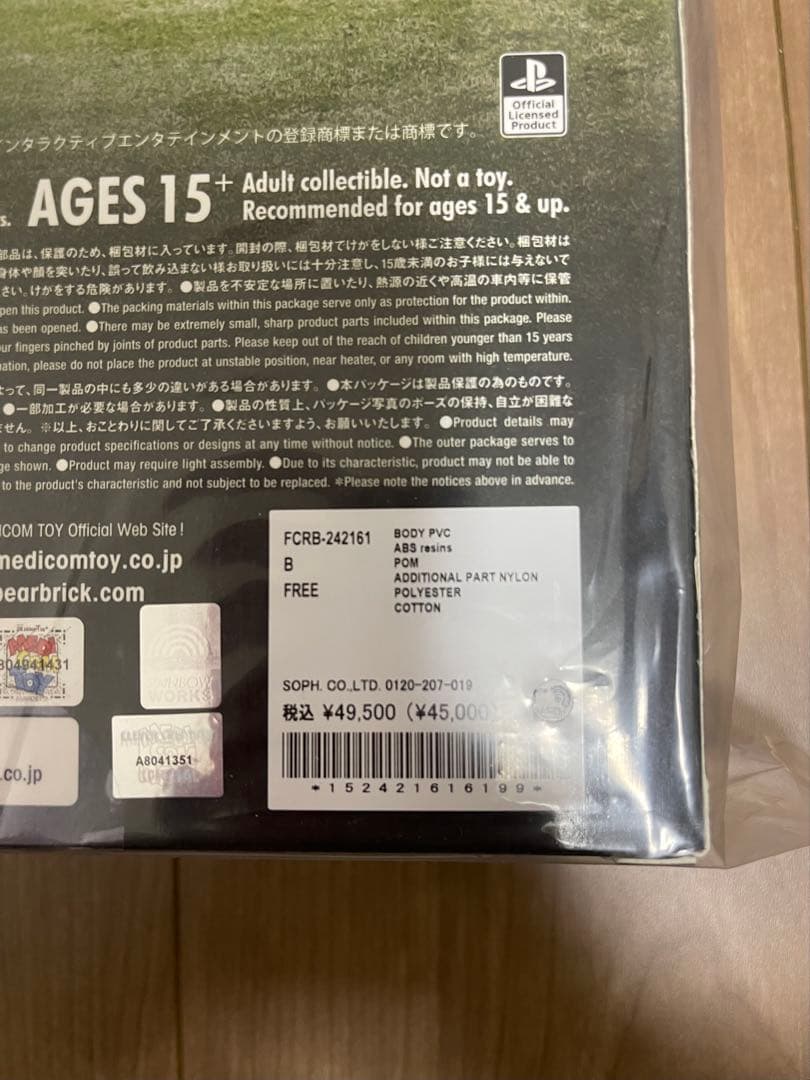 Official
Licensed
Product
ンタラクティブエンタテインメントの登録商標または商標です。
s. AGES 15+ Adult collectible. Not a toy.
Recommended for ages 15 & up.
部品は、保護のため、梱包材に入っています。開封の際、梱包材でけがをしない様ご注意ください。梱包材は
身体や顔を突いたり、誤って飲み込まない様お取り扱いには十分注意し、15歳未満のお子様には与えないで
さい。けがをする危険があります。 ●製品を不安定な場所に置いたり、熱源の近くや高温の車内等に保管
pen this product. ●The packing materials within this package serve only as protection for the product within.
as been opened. ●There may be extremely small, sharp product parts included within this package. Please
ur fingers pinched by joints of product parts. Please keep out of the reach of children younger than 15 years
nation, please do not place the product at unstable position, near heater, or any room with high temperature.
よって、同一製品の中にも多少の違いがある場合があります。 ●本パッケージは製品保護の為のものです。
●一部加工が必要な場合があります。 ●製品の性質上、パッケージ写真のポーズの保持、自立が困難な
ません。 ※以上、おことわりに関してご了承くださいますよう、お願いいたします。 ●Product details may
to change product specifications or designs at any time without notice. ●The outer package serves to
ge shown. ●Product may require light assembly. ●Due to its characteristic, product may not be able to
to the product's characteristic and not subject to be replaced. ※Please note the notices above in advance.
ICOM TOY Official Web Site !
medicomtoy.co.jp
bearbrick.com
804941431
RAINBOW
WORKS
.co.jp
A8041351
FCRB-242161
B
FREE
BODY PVC
ABS resins
POM
ADDITIONAL PART NYLON
POLYESTER
COTTON
SOPH. CO.,LTD. 0120-207-019
税込 ¥49,500 (¥45,000
*152421616199*